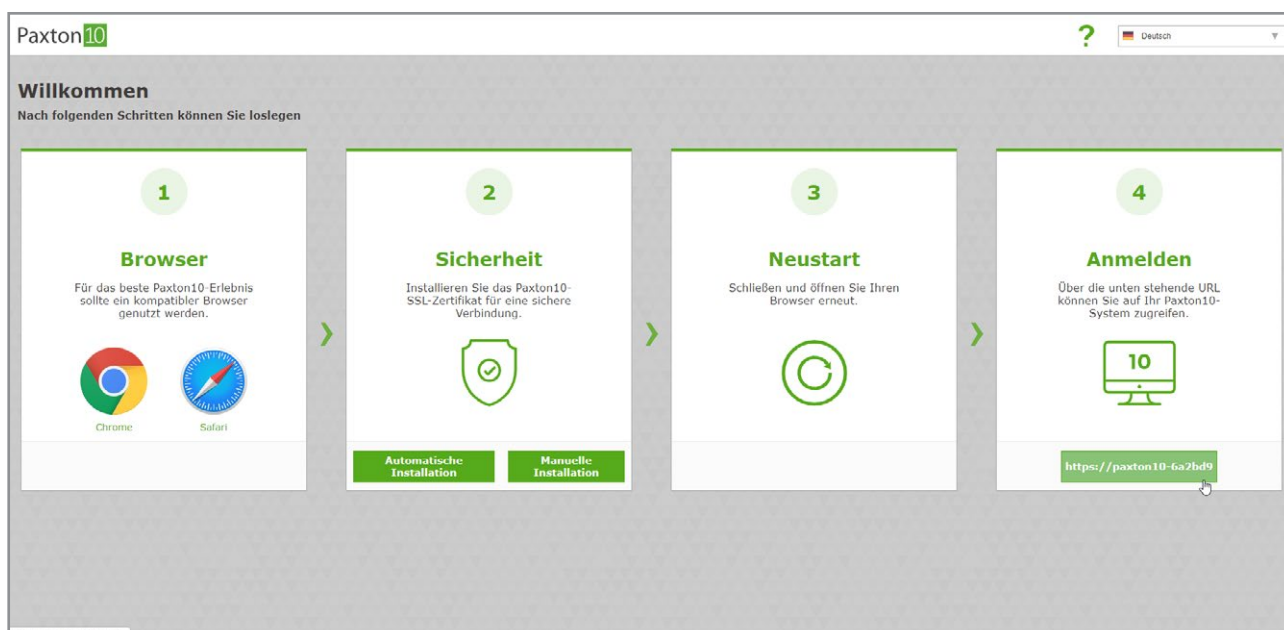 Paxton10
?
Deutsch
Willkommen
Nach folgenden Schritten können Sie loslegen
1
Browser
Für das beste Paxton10-Erlebnis
sollte ein kompatibler Browser
genutzt werden.
Chrome
Safari
2
Sicherheit
Installieren Sie das Paxton10-
SSL-Zertifikat für eine sichere
Verbindung.
Automatische
Installation
Manuelle
Installation
3
Neustart
Schließen und öffnen Sie Ihren
Browser erneut.
4
Anmelden
Über die unten stehende URL
können Sie auf Ihr Paxton10-
System zugreifen.
10
https://paxton10-6a2bd9